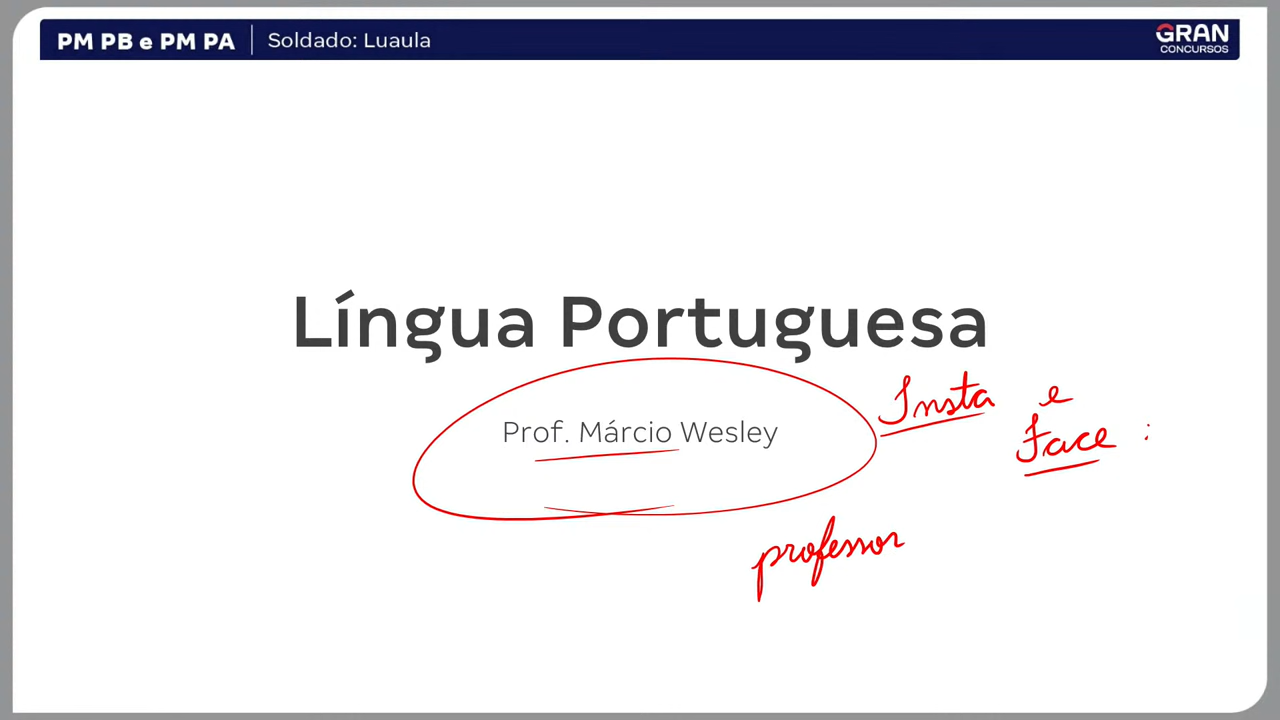 PM PB e PM PA
Soldado: Luaula
GRAN
CONCURSOS
Língua Portuguesa
Prof. Márcio Wesley
Insta e
Face :
professor